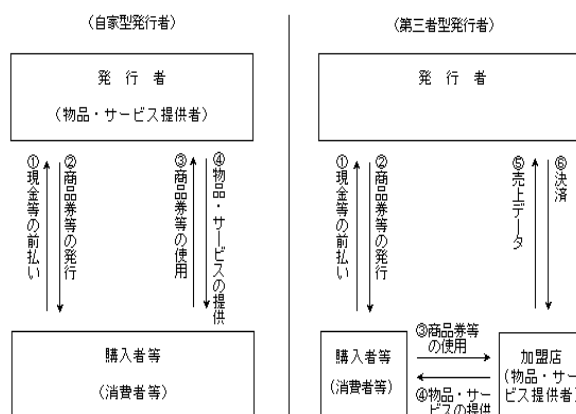 (自家型発行者)
発 行 者
(物品・サービス提供者)
①現金等の前払い
②商品券等の発行
③商品券等の使用
④物品・サービスの提供
購入者等
(消費者等)
(第三者型発行者)
発 行 者
①現金等の前払い
②商品券等の発行
⑤売上データ
⑥決済
購入者等
(消費者等)
③商品券等
の使用
④物品・サー
ビスの提供
加盟店
(物品・サー
ビス提供者)